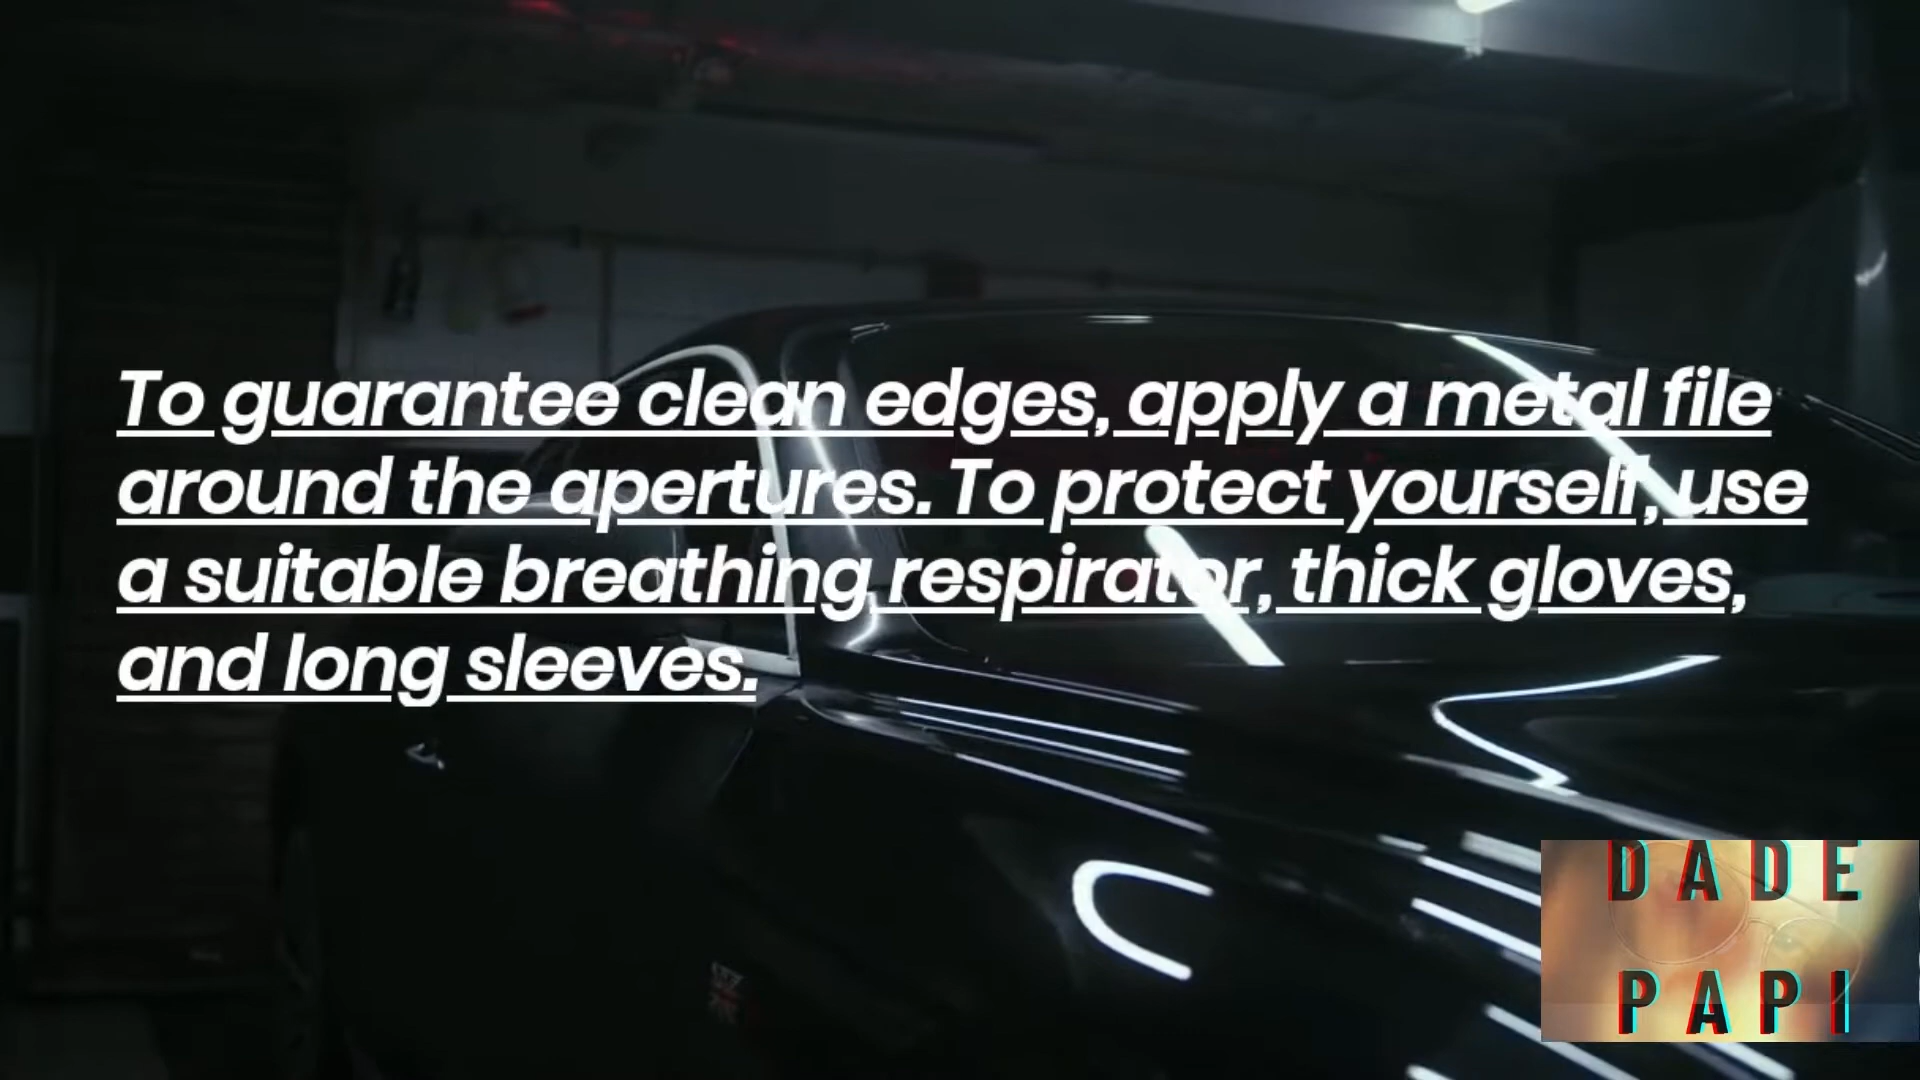 To guarantee clean edges, apply a metal file
around the apertures. To protect yourself, use
a suitable breathing respirator, thick gloves,
and long sleeves.
DADE
PAPI